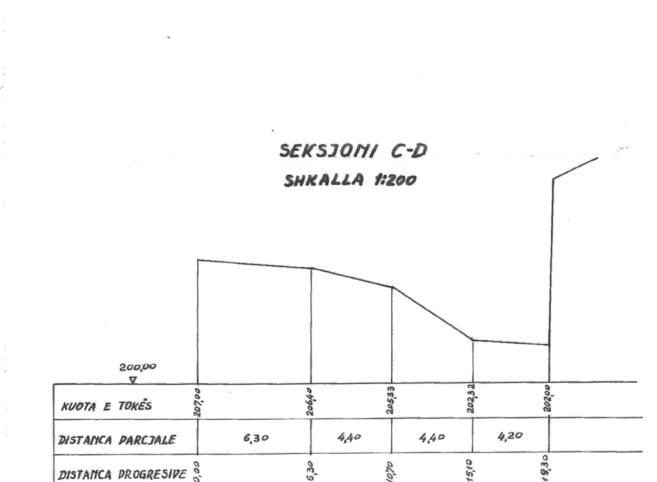 SEKSJONI C-D
SHKALLA 1:200
200,00
KUOTA E TOKËS 207,00 206,40 205,33 202,32 202,00
DISTANCA PARCJALE 6,30 4,40 4,40 4,20
DISTANCA PROGRESIVE 0,00 6,30 10,70 15,10 19,30